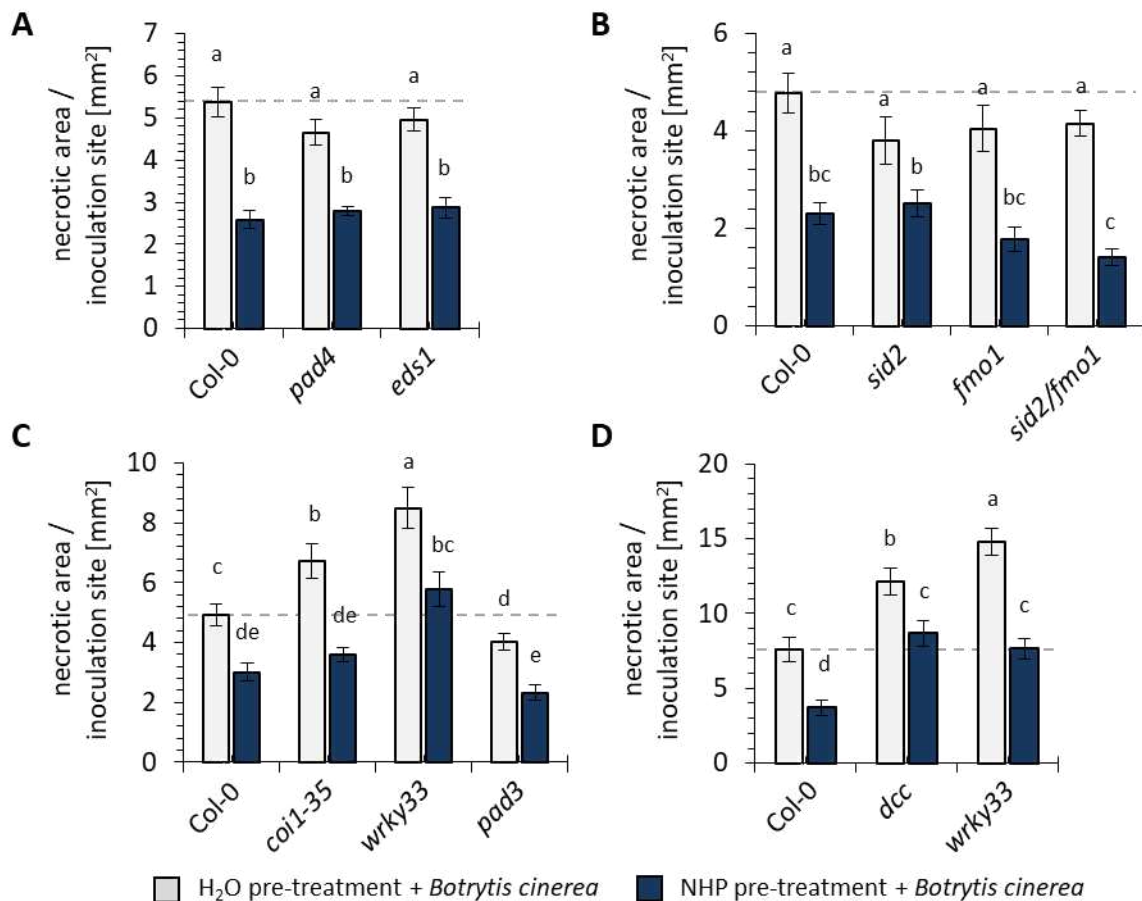 A
necrotic area /
inoculation site [mm²]
7
6
5
4
3
2
1
0
a
b
a
b
a
b
Col-0
pad4
eds1
B
necrotic area /
inoculation site [mm²]
6
4
2
0
a
bc
a
b
a
bc
a
c
Col-0
sid2
fmo1
sid2/fmo1
C
necrotic area /
inoculation site [mm²]
10
8
6
4
2
0
c
de
b
de
a
bc
d
e
Col-0
coi1-35
wrky33
pad3
D
necrotic area /
inoculation site [mm²]
20
15
10
5
0
c
d
b
c
a
c
Col-0
dcc
wrky33
H₂O pre-treatment + Botrytis cinerea
NHP pre-treatment + Botrytis cinerea